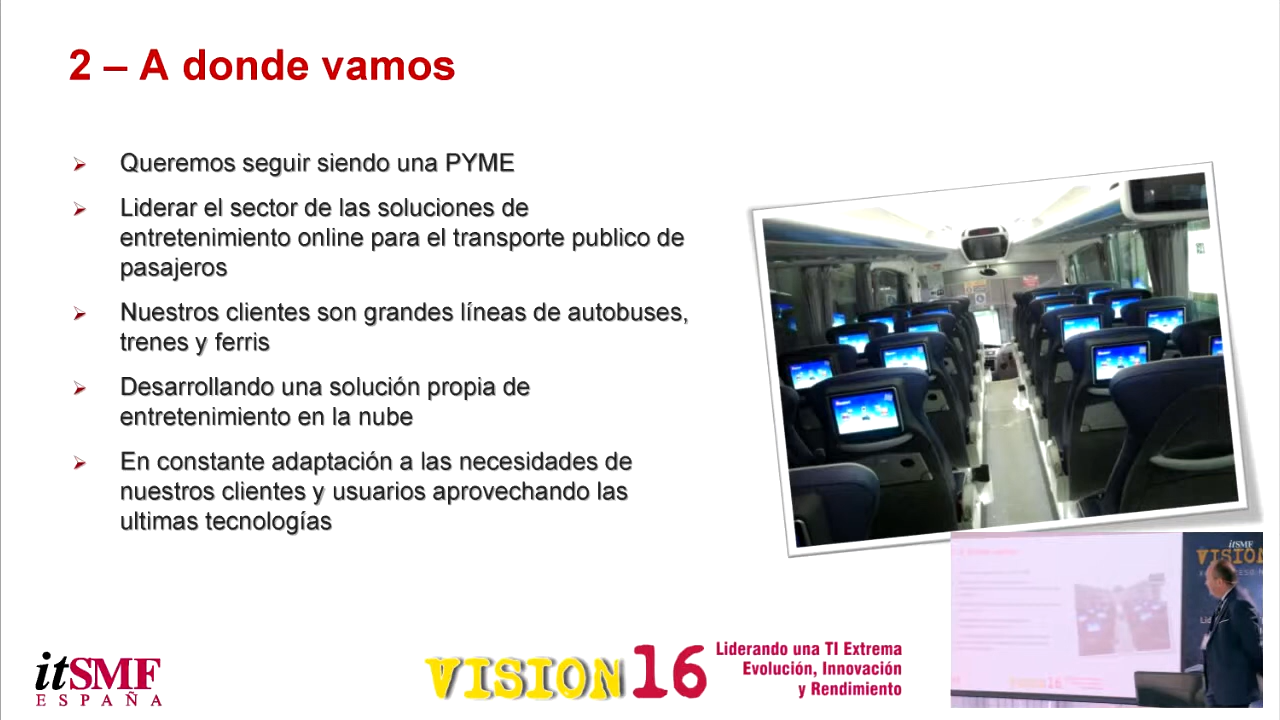 2 – A donde vamos
Queremos seguir siendo una PYME
Liderar el sector de las soluciones de
entretenimiento online para el transporte publico de
pasajeros
Nuestros clientes son grandes líneas de autobuses,
trenes y ferris
Desarrollando una solución propia de
entretenimiento en la nube
En constante adaptación a las necesidades de
nuestros clientes y usuarios aprovechando las
ultimas tecnologías
itSMF
ESPAÑA
VISION16
Liderando una TI Extrema
Evolución, Innovación
y Rendimiento
itSMF
VISION